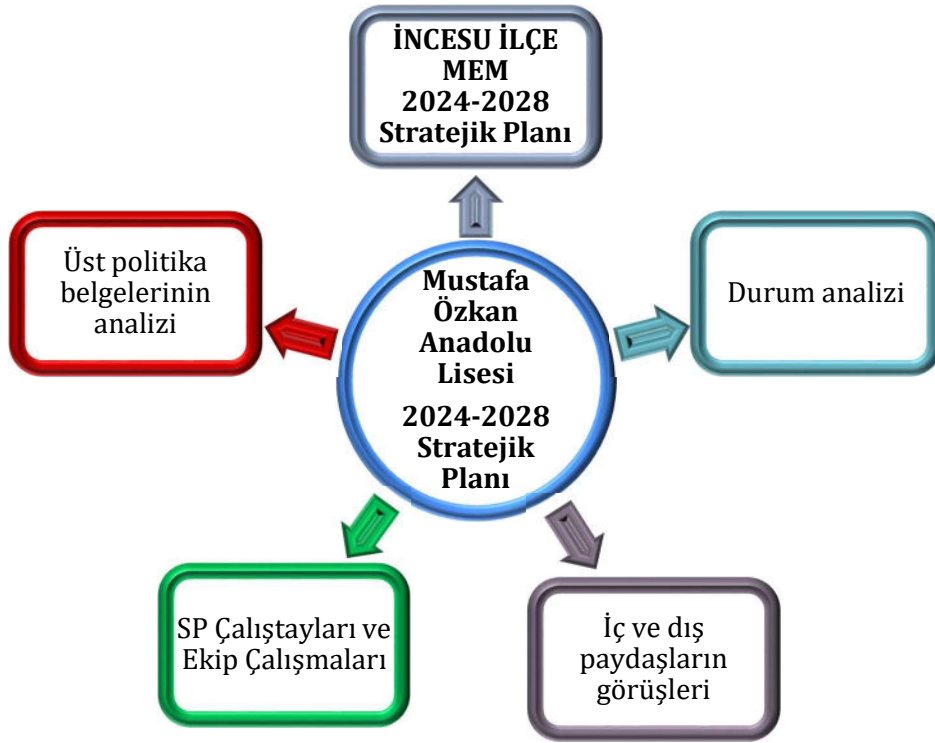 İNCESU İLÇE
MEM
2024-2028
Stratejik Planı
Üst politika
belgelerinin
analizi
Mustafa
Özkan
Anadolu
Lisesi
2024-2028
Stratejik
Planı
Durum analizi
SP Çalıştayları ve
Ekip Çalışmaları
İç ve dış
paydaşların
görüşleri